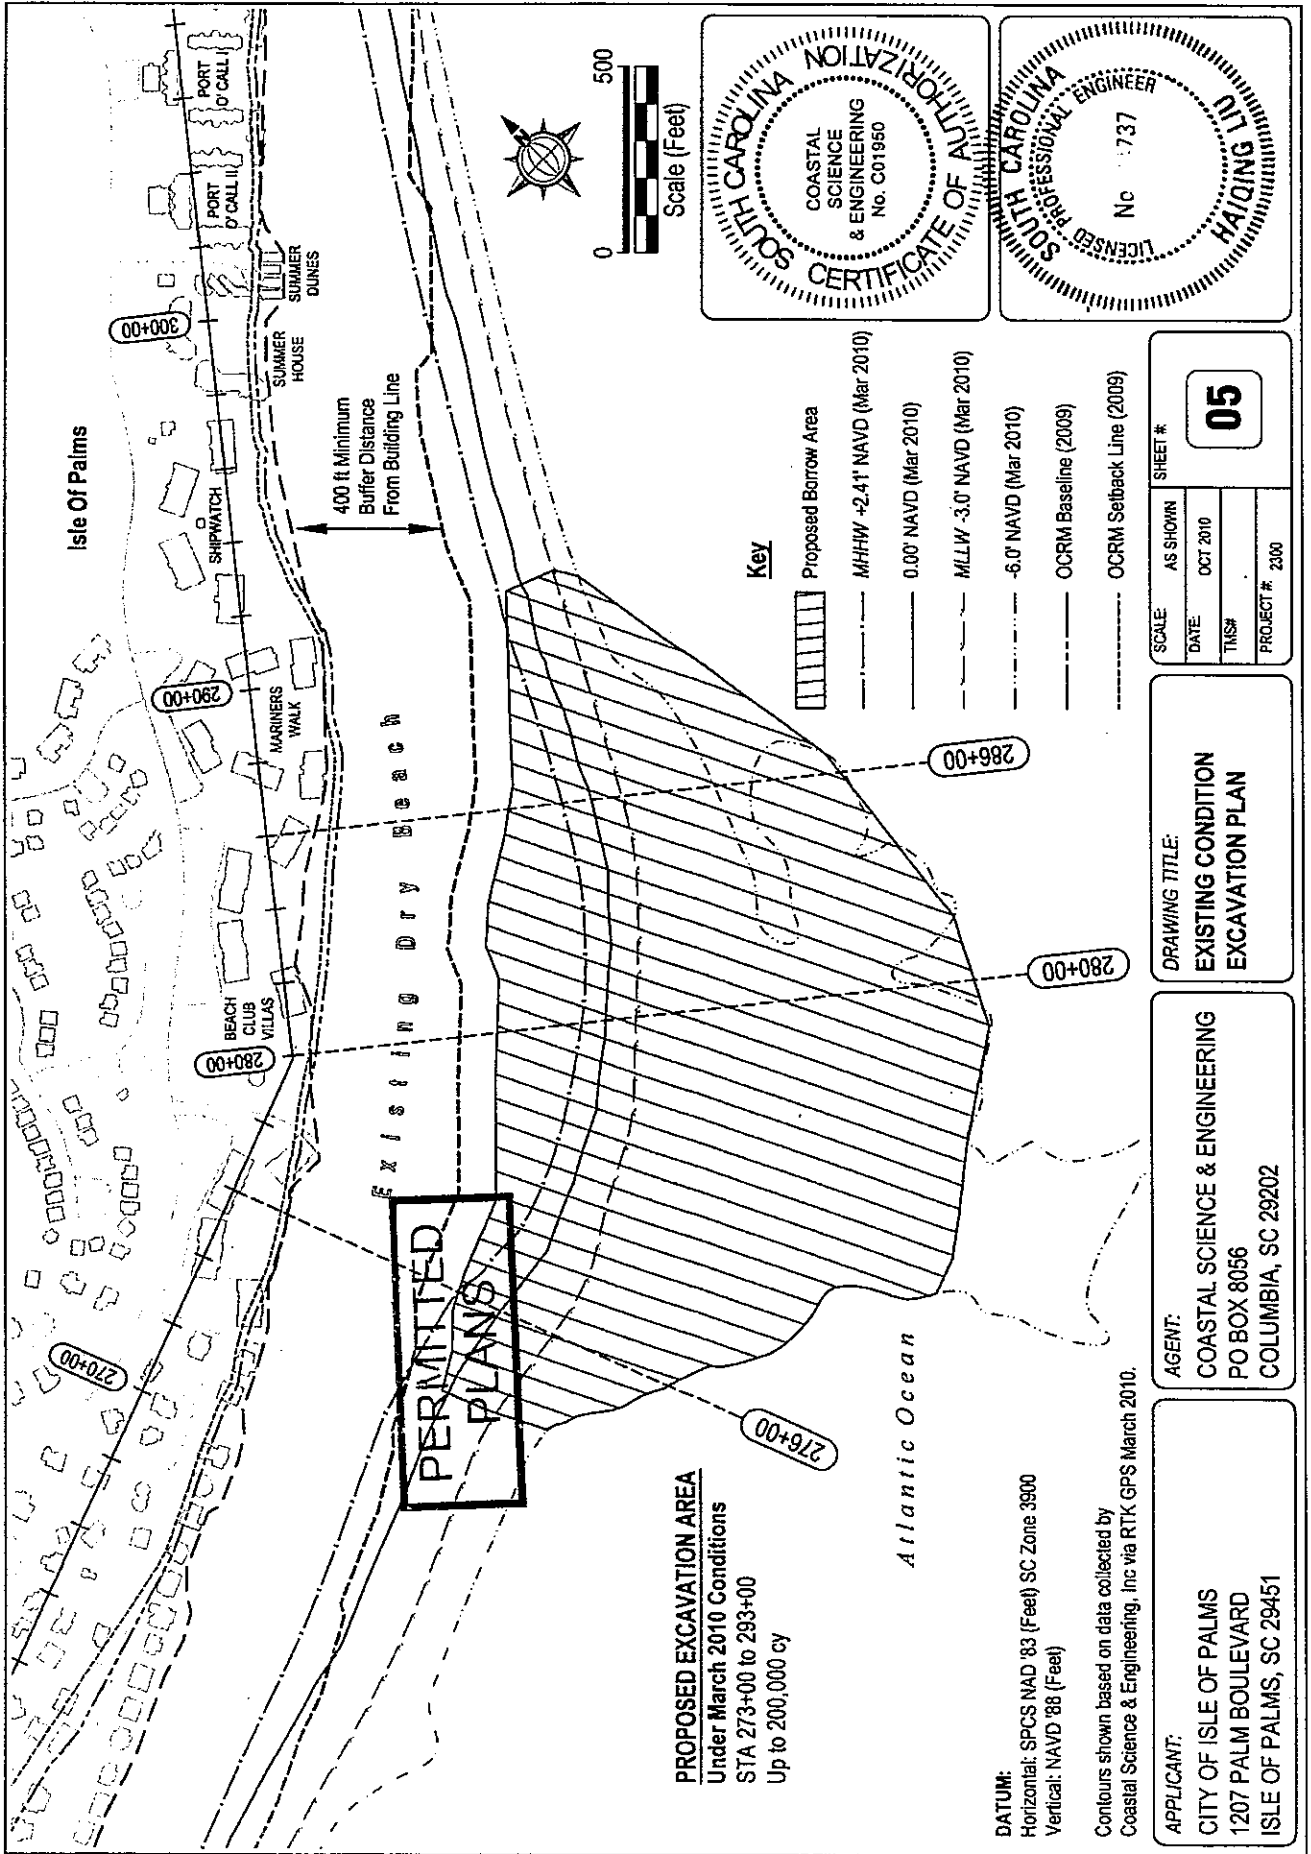 Isle Of Palms
PORT
O' CALL I
PORT
O' CALL II
SUMMER
DUNES
SUMMER
HOUSE
300+00
SHIPWATCH
290+00
MARINERS
WALK
BEACH
CLUB
VILLAS
280+00
270+00
400 ft Minimum
Buffer Distance
From Building Line
Existing Dry Beach
PERMITTED
PLANS
286+00
280+00
276+00
Atlantic Ocean
0
500
Scale (Feet)
SOUTH CAROLINA
CERTIFICATE OF AUTHORIZATION
COASTAL
SCIENCE
& ENGINEERING
No. C01950
SOUTH CAROLINA
LICENSED PROFESSIONAL ENGINEER
No 737
HAIQING LIU
Key
Proposed Borrow Area
MHHW +2.41' NAVD (Mar 2010)
0.00' NAVD (Mar 2010)
MLLW -3.0' NAVD (Mar 2010)
-6.0' NAVD (Mar 2010)
OCRM Baseline (2009)
OCRM Setback Line (2009)
PROPOSED EXCAVATION AREA
Under March 2010 Conditions
STA 273+00 to 293+00
Up to 200,000 cy
DATUM:
Horizontal: SPCS NAD '83 (Feet) SC Zone 3900
Vertical: NAVD '88 (Feet)
Contours shown based on data collected by
Coastal Science & Engineering, Inc via RTK GPS March 2010.
APPLICANT:
CITY OF ISLE OF PALMS
1207 PALM BOULEVARD
ISLE OF PALMS, SC 29451
AGENT:
COASTAL SCIENCE & ENGINEERING
PO BOX 8056
COLUMBIA, SC 29202
DRAWING TITLE:
EXISTING CONDITION
EXCAVATION PLAN
SCALE: AS SHOWN
DATE: OCT 2010
TMS#
PROJECT #: 2300
SHEET #:
05